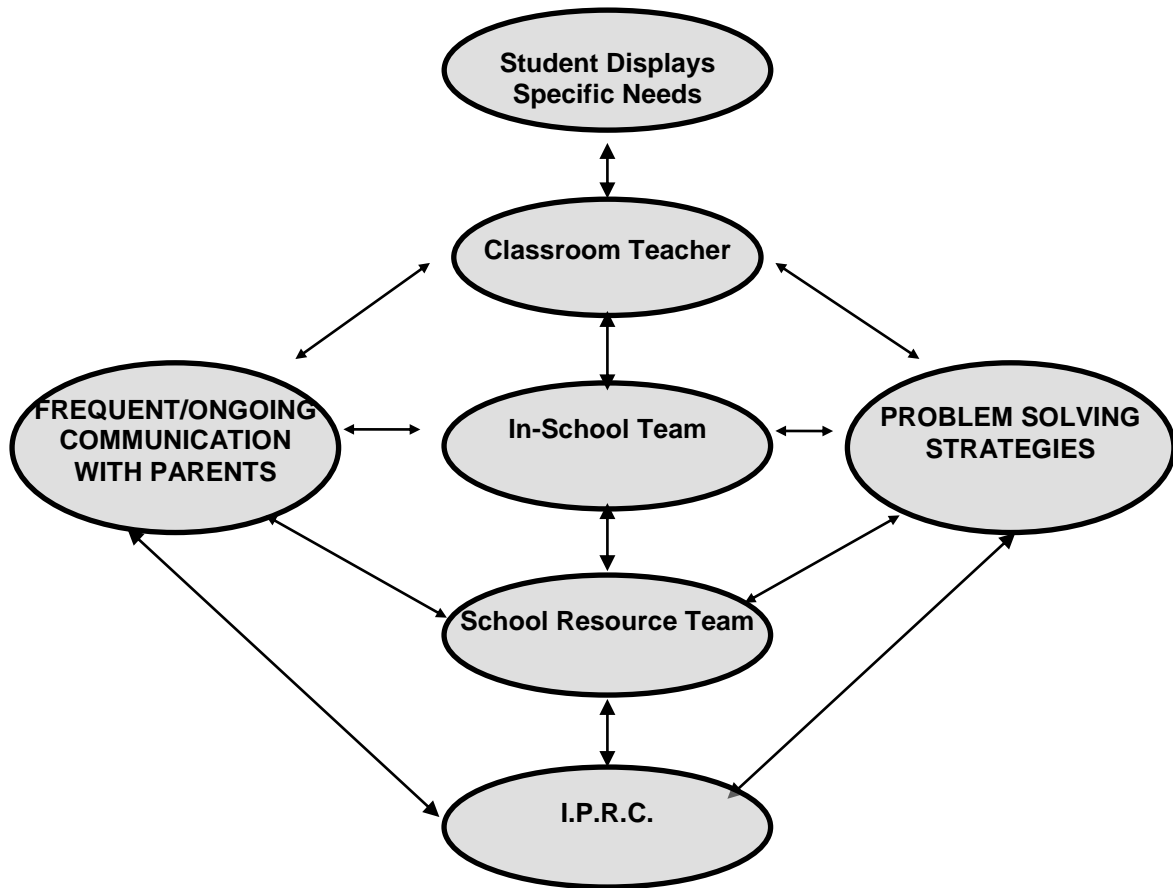 Student Displays
Specific Needs
Classroom Teacher
FREQUENT/ONGOING
COMMUNICATION
WITH PARENTS
In-School Team
PROBLEM SOLVING
STRATEGIES
School Resource Team
I.P.R.C.